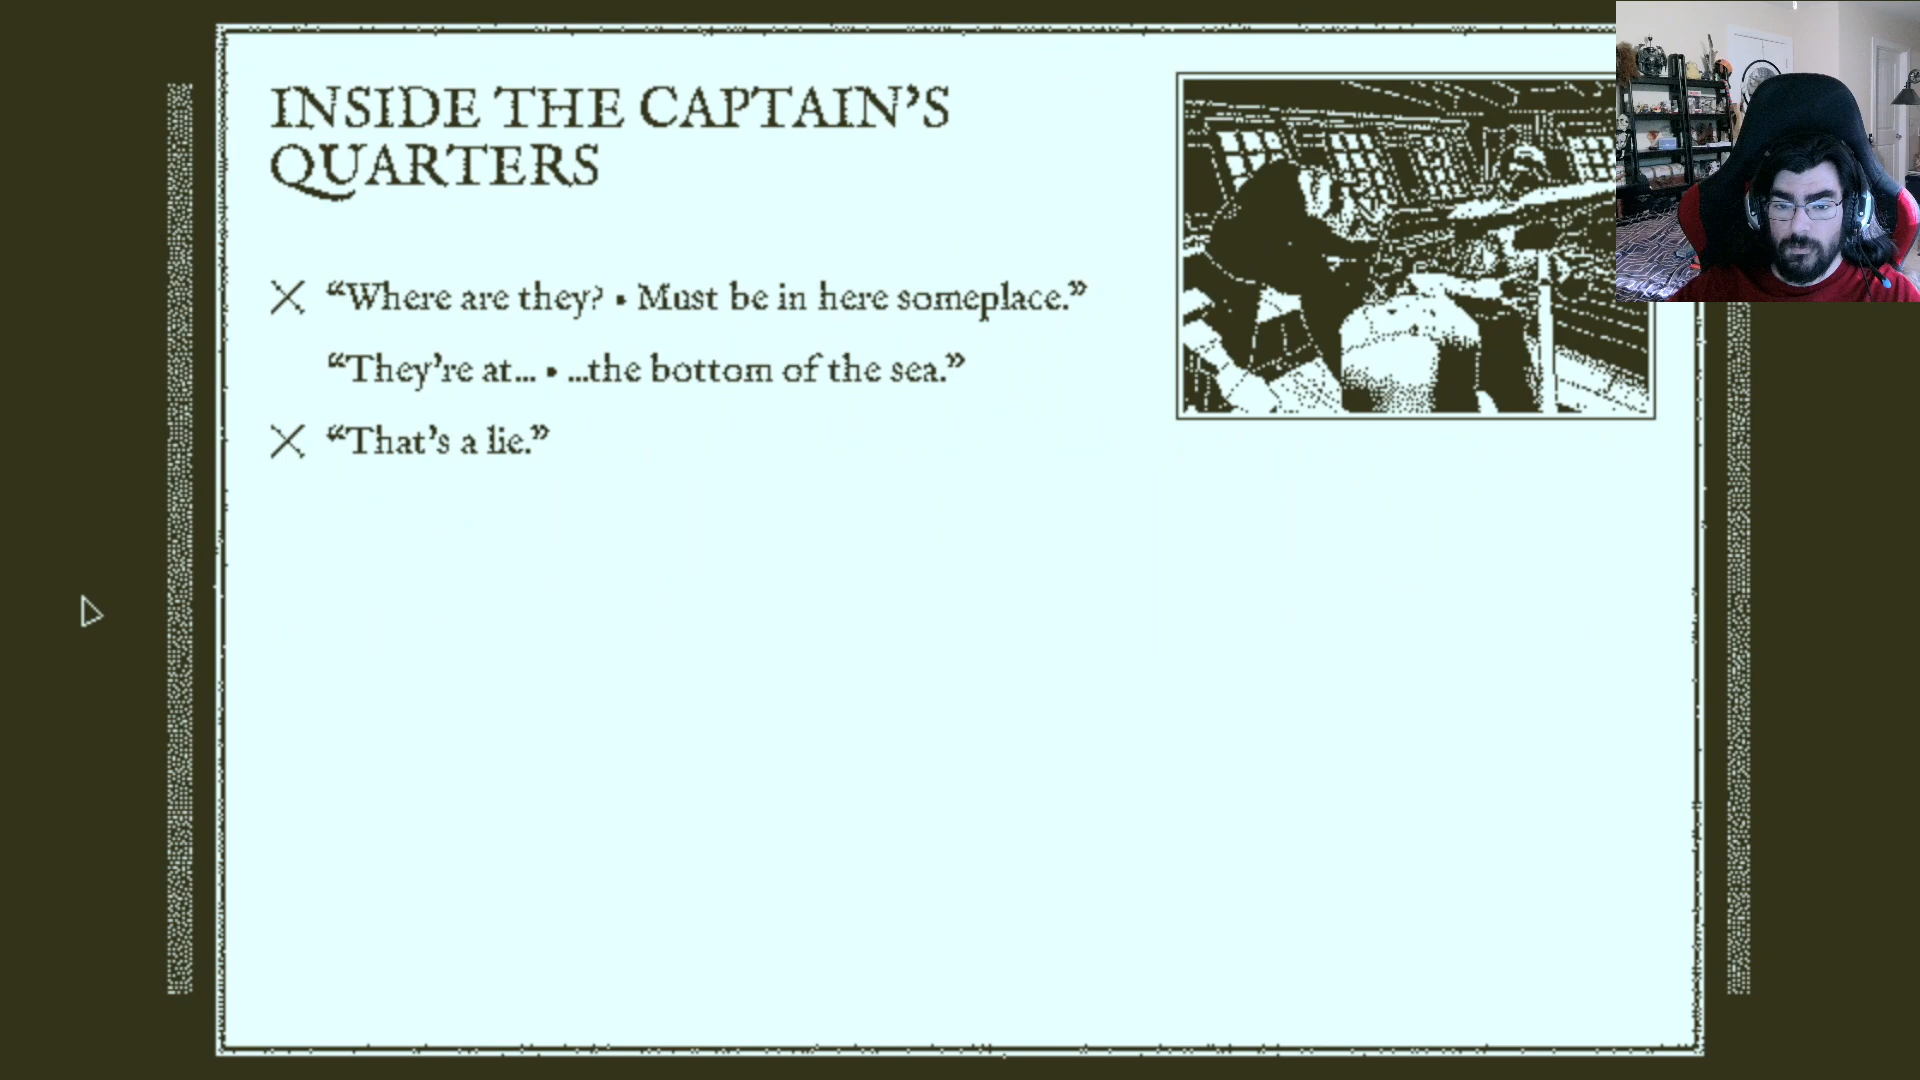 INSIDE THE CAPTAIN'S
QUARTERS
“Where are they? • Must be in here someplace.”
“They're at... • ...the bottom of the sea.”
“That's a lie.”